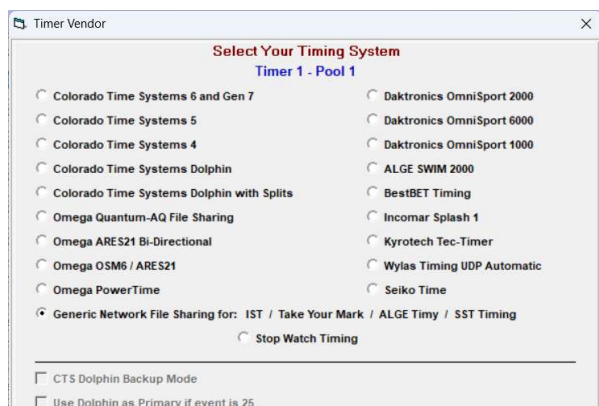 Timer Vendor
Select Your Timing System
Timer 1 - Pool 1
Colorado Time Systems 6 and Gen 7
Colorado Time Systems 5
Colorado Time Systems 4
Colorado Time Systems Dolphin
Colorado Time Systems Dolphin with Splits
Omega Quantum-AQ File Sharing
Omega ARES21 Bi-Directional
Omega OSM6 / ARES21
Omega PowerTime
Daktronics OmniSport 2000
Daktronics OmniSport 6000
Daktronics OmniSport 1000
ALGE SWIM 2000
BestBET Timing
Incomar Splash 1
Kyrotech Tec-Timer
Wylas Timing UDP Automatic
Seiko Time
Generic Network File Sharing for: IST / Take Your Mark / ALGE Timy / SST Timing
Stop Watch Timing
CTS Dolphin Backup Mode
Use Dolphin as Primary if event is 25